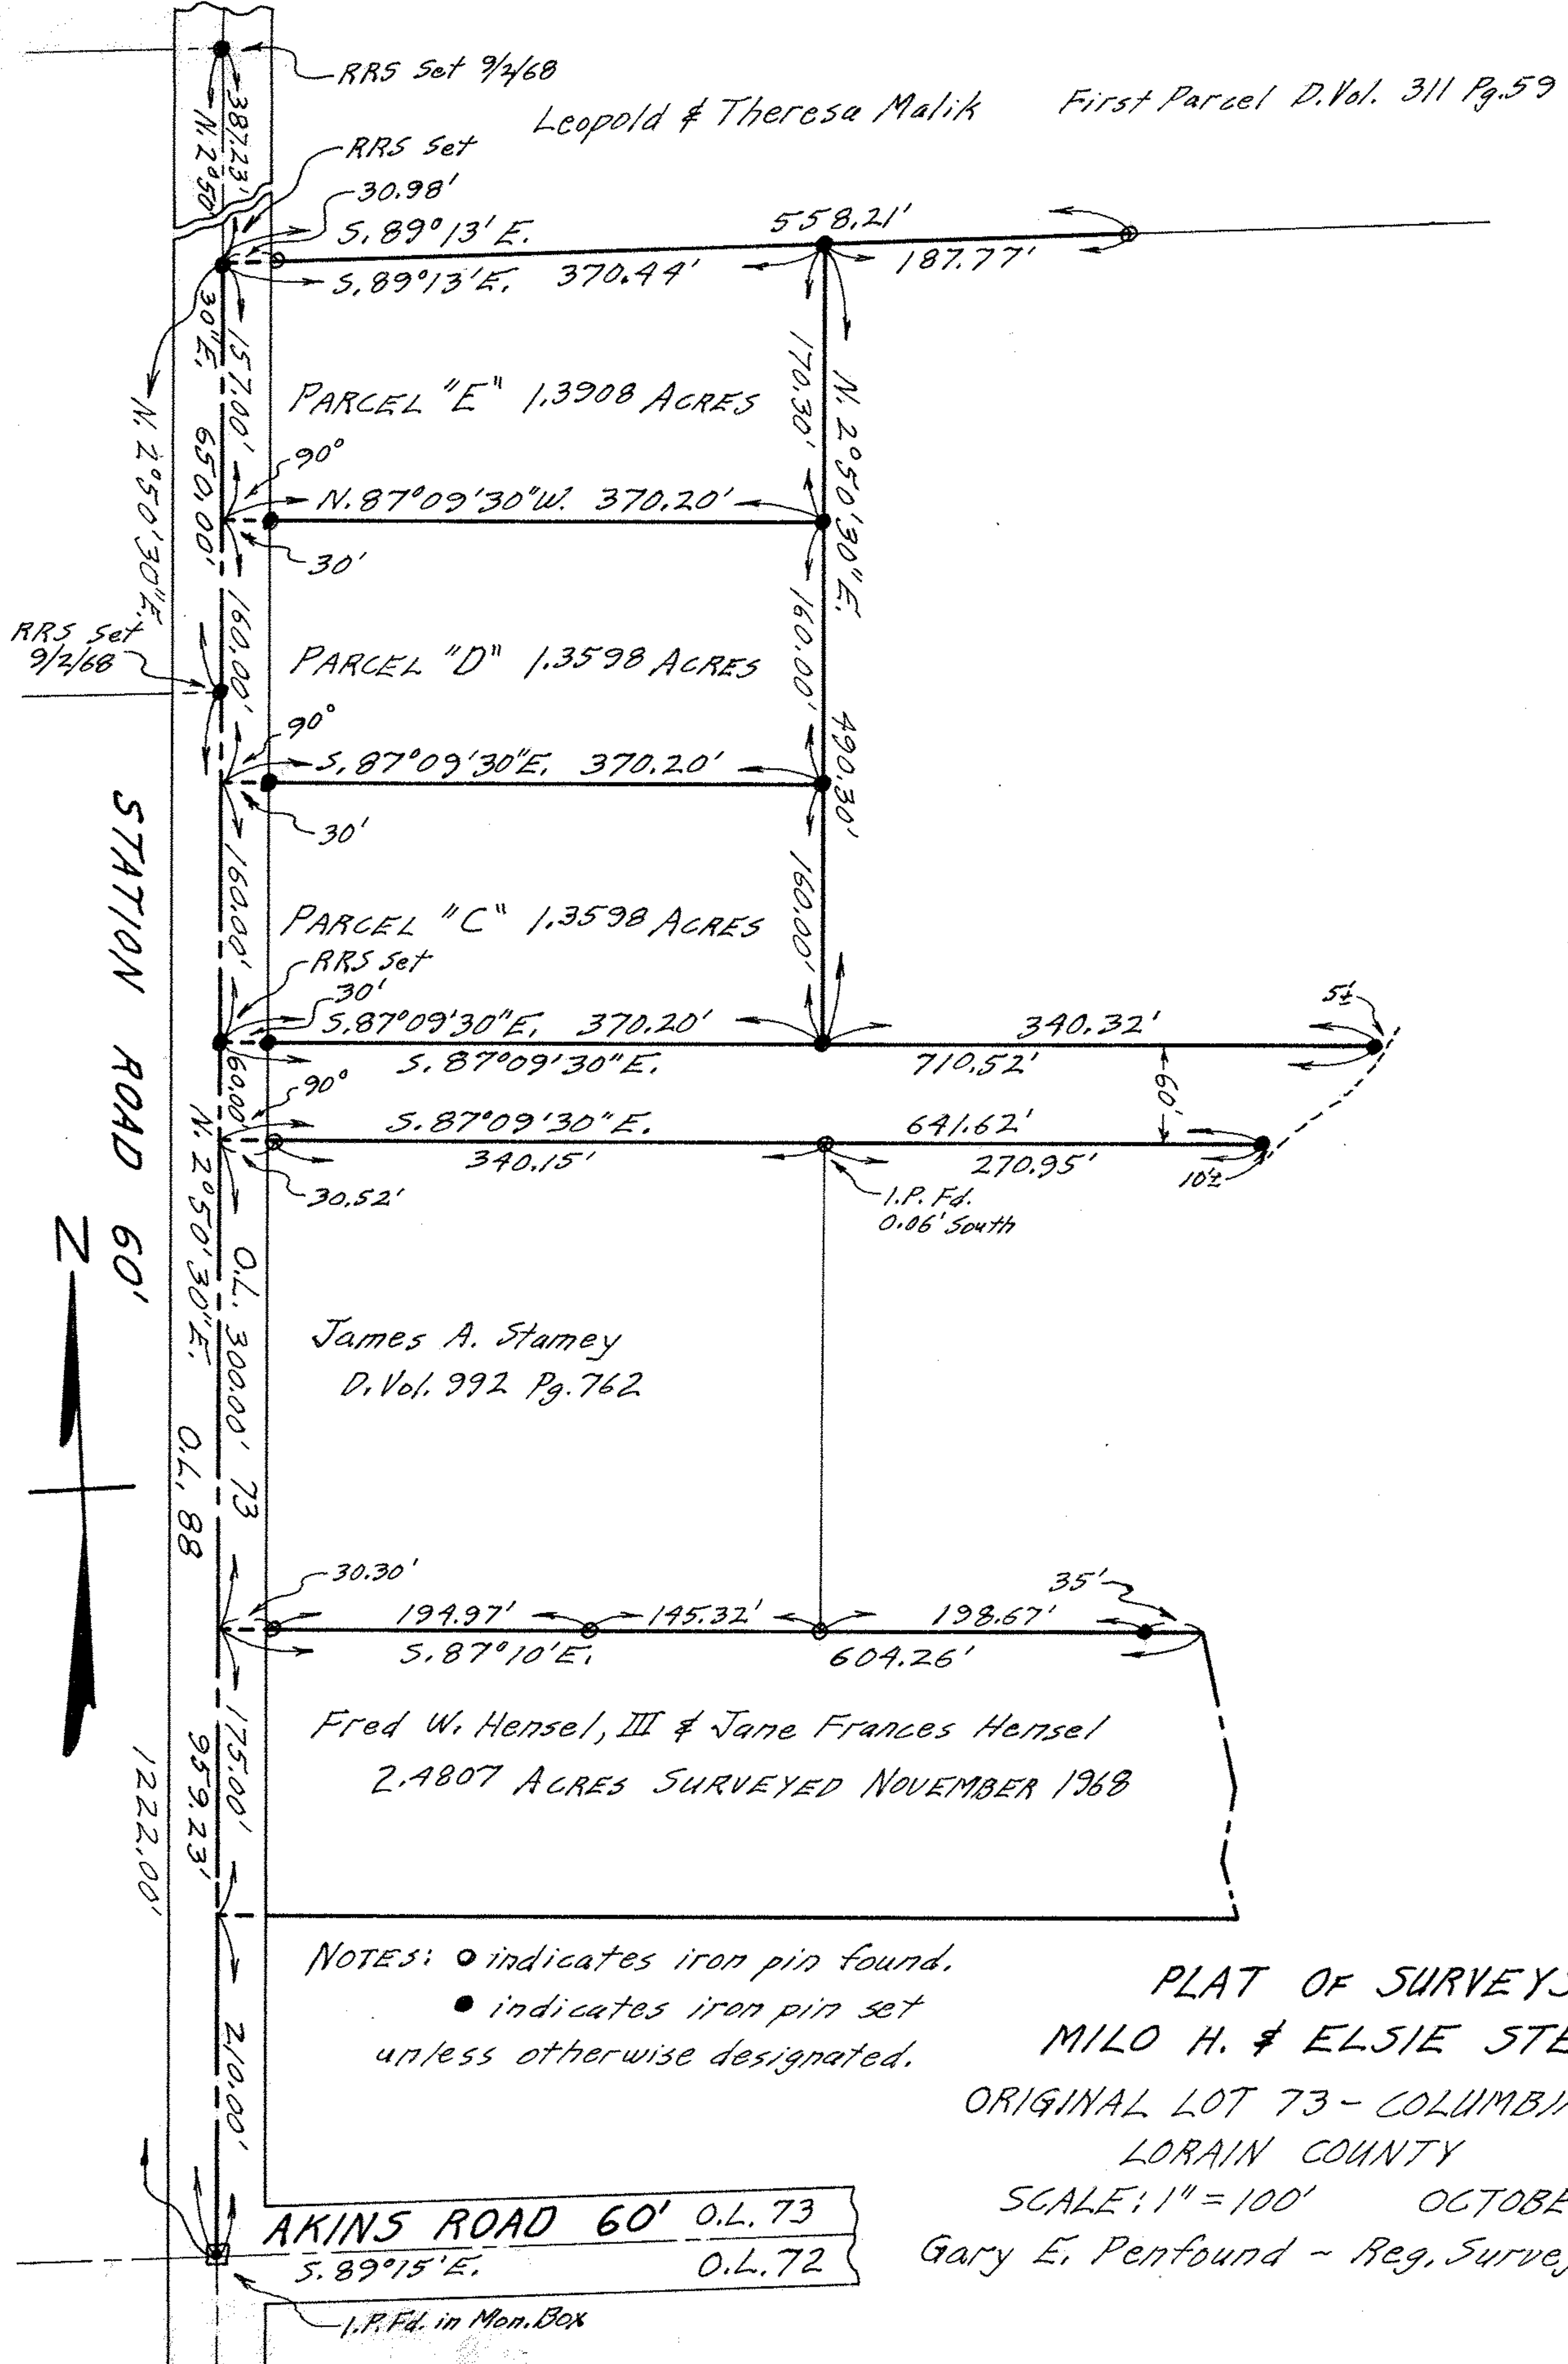 RRS Set 9/2/68
387.23'
N. 2°50'
Leopold & Theresa Malik First Parcel D.Vol. 311 Pg.59
RRS Set
30.98'
S. 89°13' E. 558.21'
S. 89°13' E. 370.44' 187.77'
30" E. 650.00'
157.00'
N. 2°50'30" E.
PARCEL "E" 1.3908 ACRES
170.30'
N. 2°50'30" E.
490.30'
90°
N. 87°09'30" W. 370.20'
30'
160.00'
RRS Set
9/2/68
PARCEL "D" 1.3598 ACRES
160.00'
90°
S. 87°09'30" E. 370.20'
30'
160.00'
PARCEL "C" 1.3598 ACRES
160.00'
RRS Set
30'
S. 87°09'30" E. 370.20' 340.32'
5'±
S. 87°09'30" E. 710.52'
60.00'
90°
60'
S. 87°09'30" E. 641.62'
340.15' 270.95'
10'±
30.52'
I.P. Fd.
0.06' South
STATION ROAD 60'
N
N. 2°50'30" E. O.L. 88
O.L. 300.00' 73
James A. Stamey
D. Vol. 992 Pg. 762
30.30'
35'
194.97' 145.32' 198.67'
S. 87°10' E. 604.26'
175.00'
959.23'
1222.00'
Fred W. Hensel, III & Jane Frances Hensel
2.4807 ACRES SURVEYED NOVEMBER 1968
210.00'
NOTES: o indicates iron pin found.
● indicates iron pin set
unless otherwise designated.
PLAT OF SURVEYS
MILO H. & ELSIE STE
ORIGINAL LOT 73 - COLUMBI
LORAIN COUNTY
SCALE: 1" = 100' OCTOBE
Gary E. Penfound ~ Reg. Surve
AKINS ROAD 60' O.L. 73
S. 89°15' E. O.L. 72
I.P. Fd. in Mon. Box